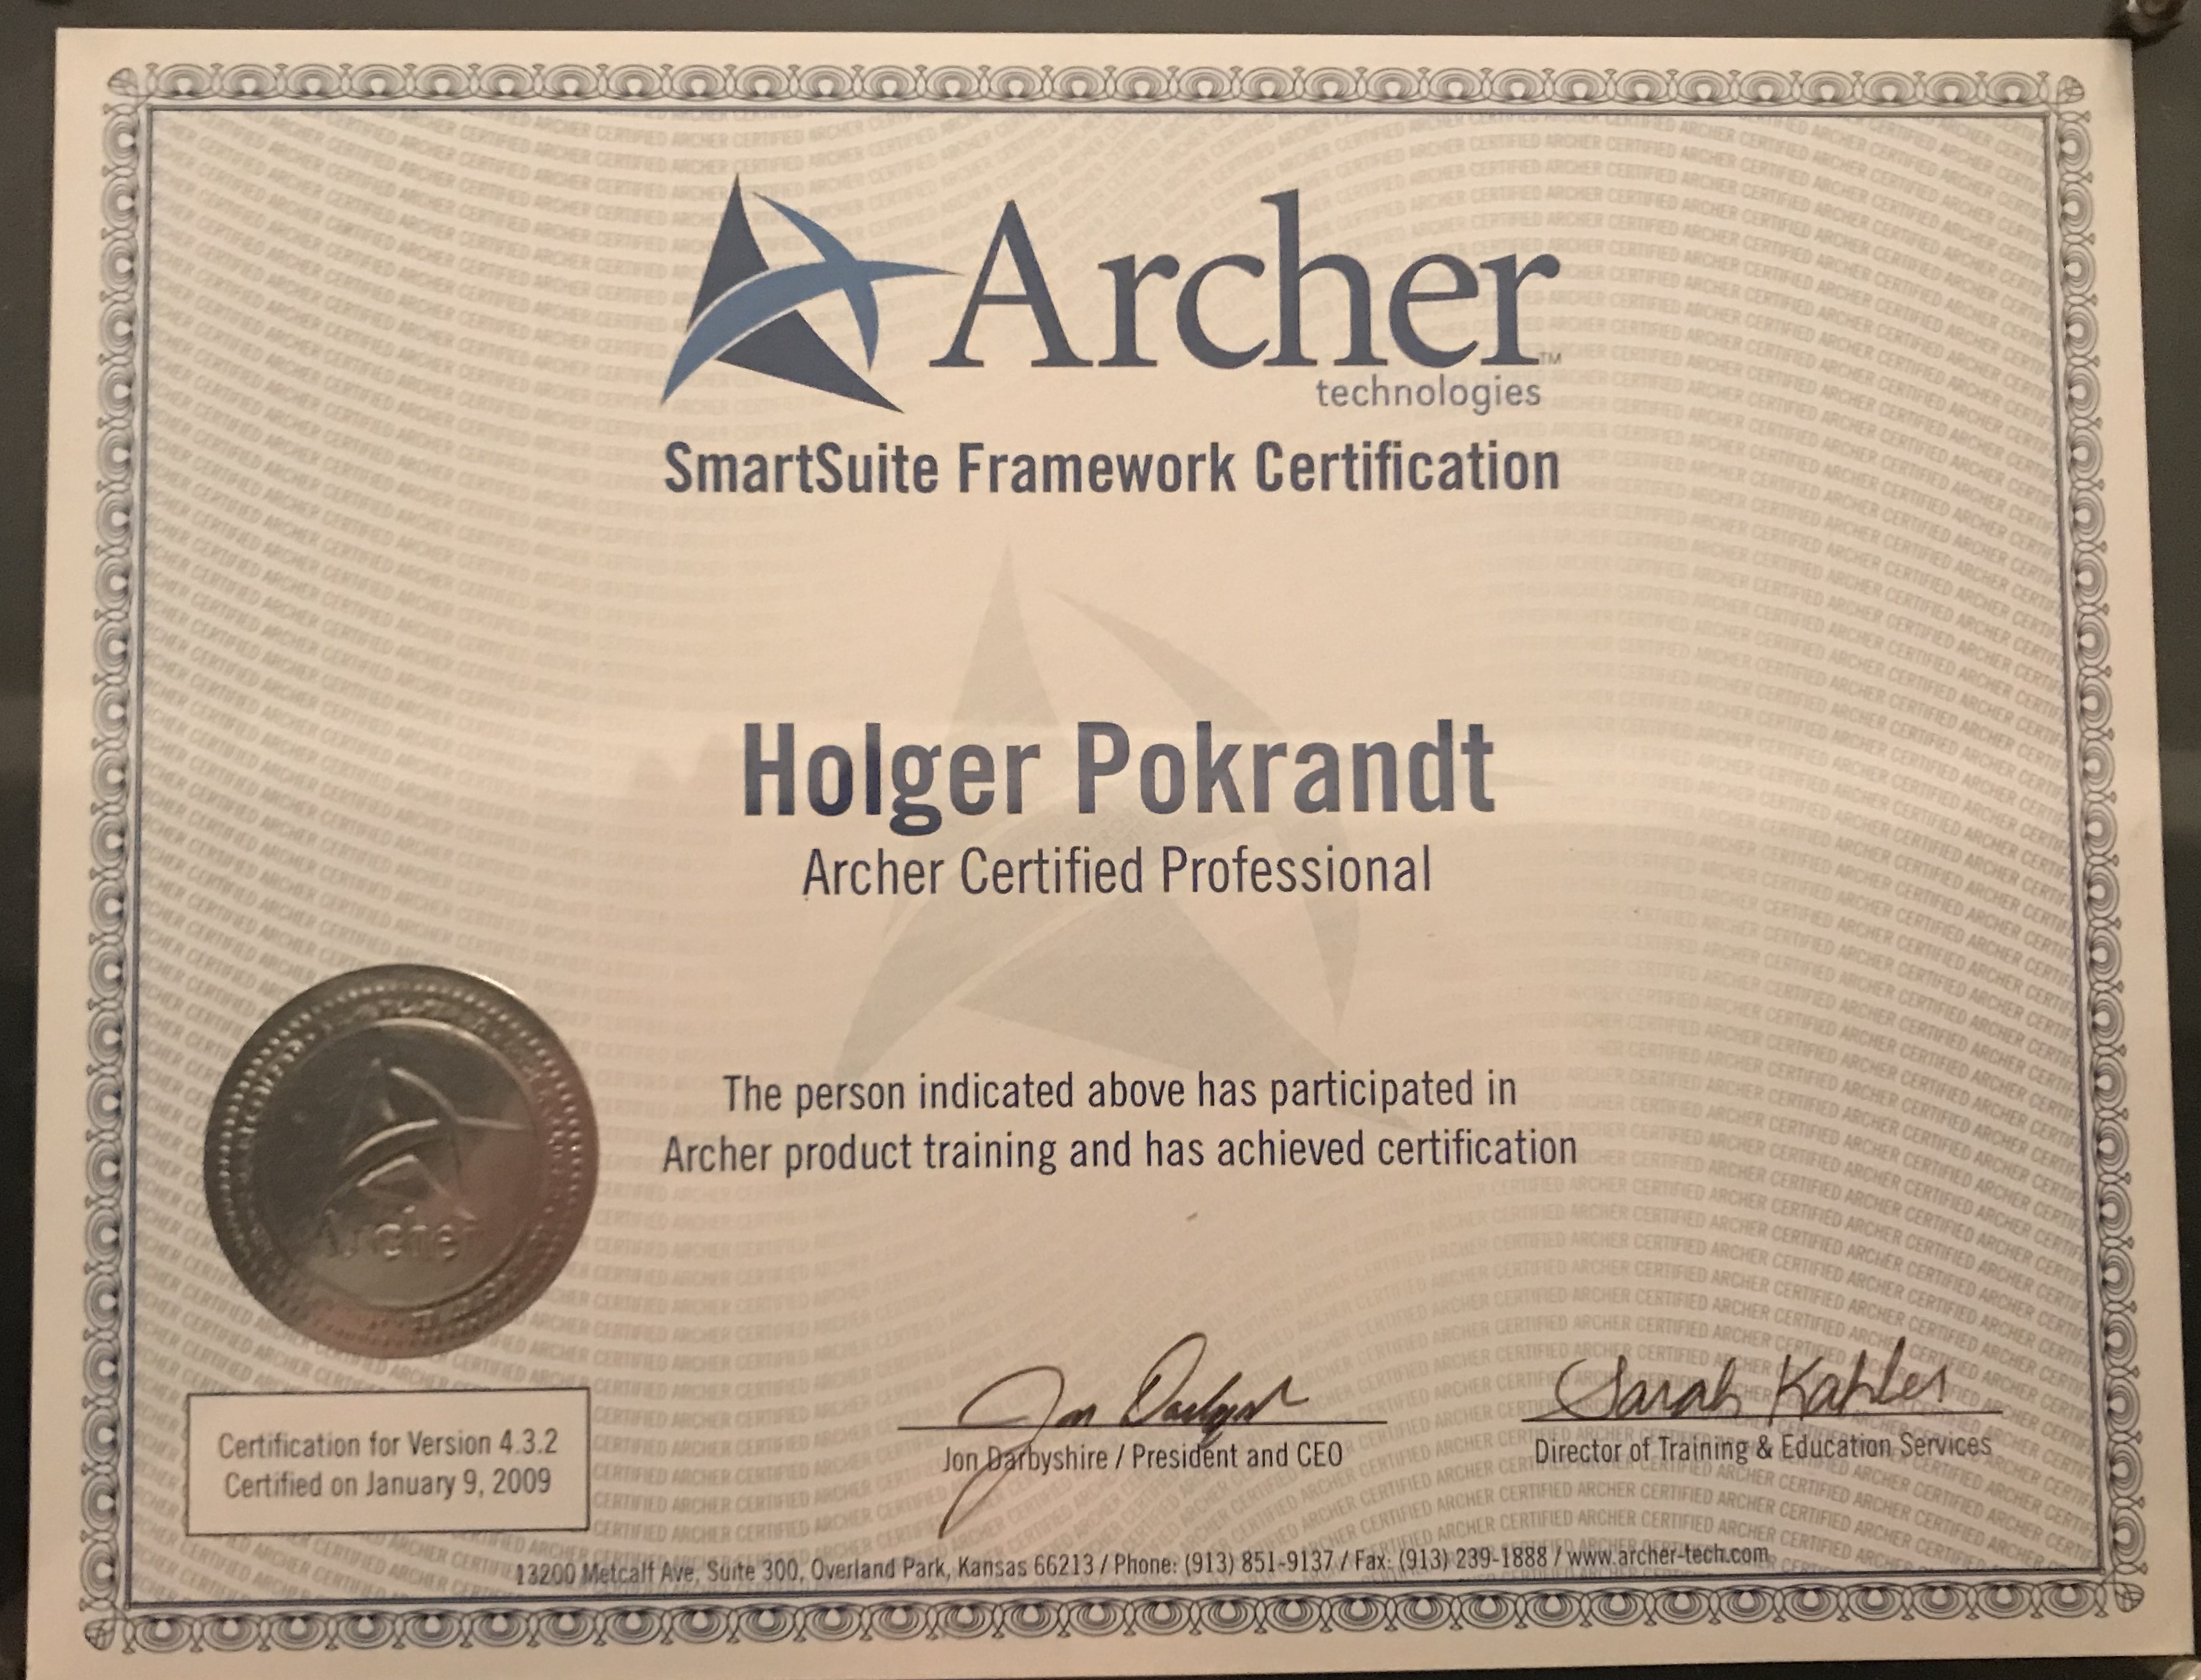 Archer™
technologies
SmartSuite Framework Certification
Holger Pokrandt
Archer Certified Professional
The person indicated above has participated in
Archer product training and has achieved certification
Archer
Jon Darbyshire
Sarah Kahler
Jon Darbyshire / President and CEO
Director of Training & Education Services
Certification for Version 4.3.2
Certified on January 9, 2009
13200 Metcalf Ave, Suite 300, Overland Park, Kansas 66213 / Phone: (913) 851-9137 / Fax: (913) 239-1888 / www.archer-tech.com